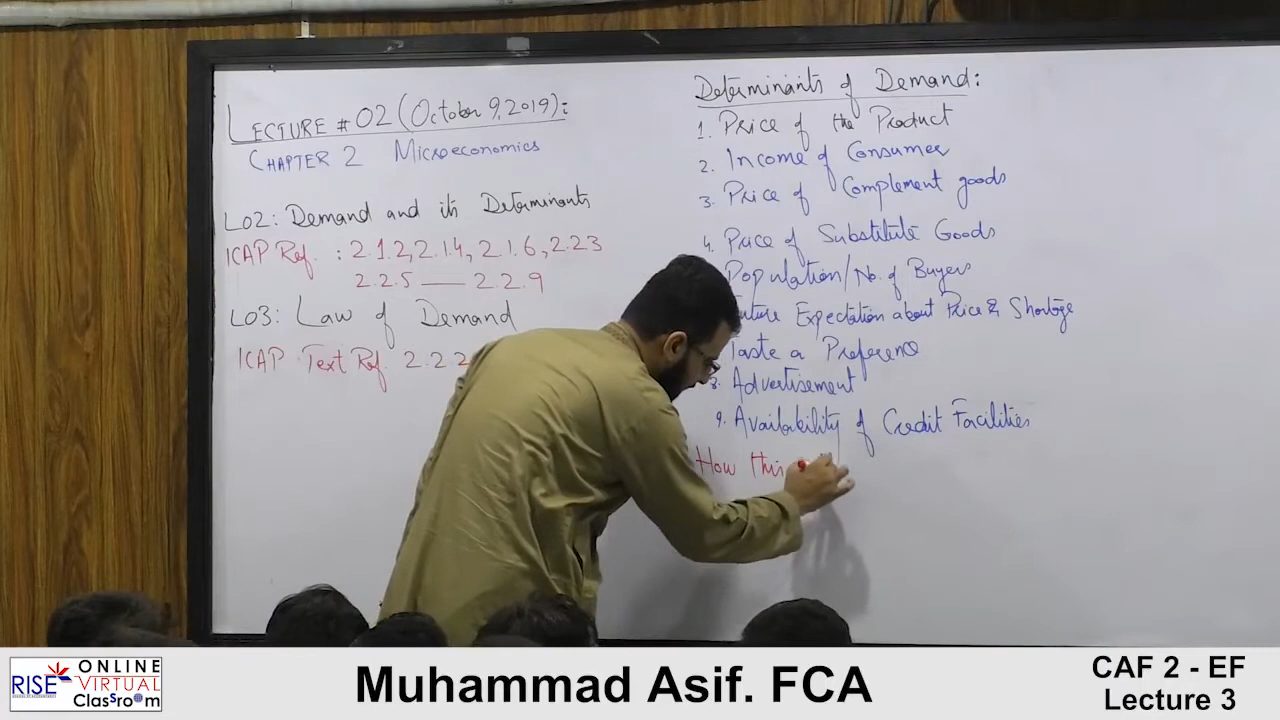 LECTURE # 02 (October 9, 2019):
CHAPTER 2 Microeconomics
LO2: Demand and its Determinants
ICAP Ref. : 2.1.2, 2.1.4, 2.1.6, 2.2.3
2.2.5 — 2.2.9
LO3: Law of Demand
ICAP Text Ref. 2.2.2
Determinants of Demand:
1. Price of the Product
2. Income of Consumer
3. Price of Complement goods
4. Price of Substitute Goods
Population/No. of Buyers
Future Expectation about Price & Shortage
Taste a Preference
8. Advertisement
9. Availability of Credit Facilities
How this
RISE
ONLINE
VIRTUAL
Classroom
Muhammad Asif. FCA
CAF 2 - EF
Lecture 3